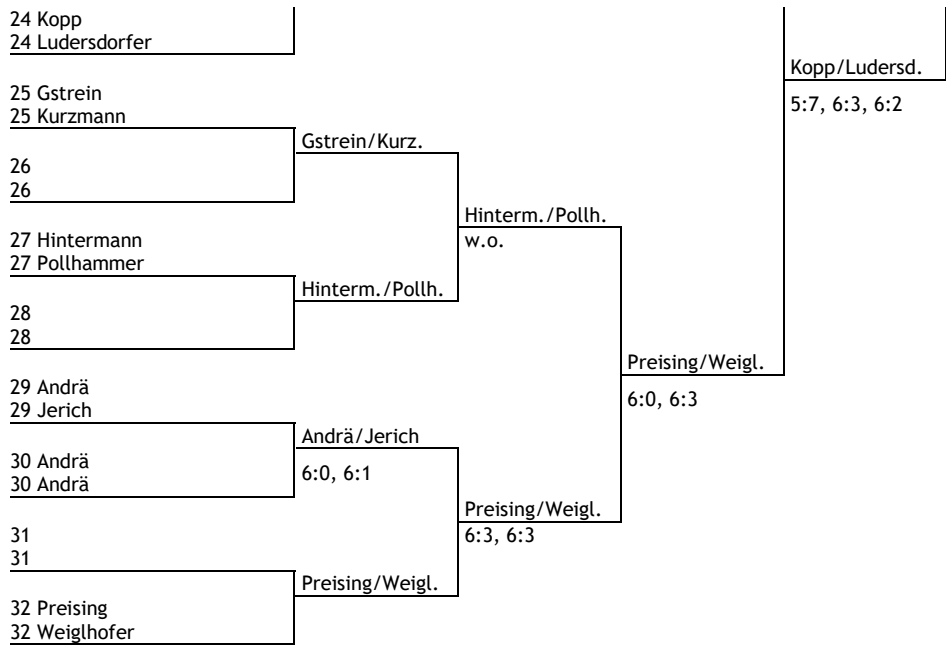 24 Kopp
24 Ludersdorfer
Kopp/Ludersd.
5:7, 6:3, 6:2
25 Gstrein
25 Kurzmann
Gstrein/Kurz.
26
26
Hinterm./Pollh.
w.o.
27 Hintermann
27 Pollhammer
Hinterm./Pollh.
28
28
Preising/Weigl.
6:0, 6:3
29 Andrä
29 Jerich
Andrä/Jerich
6:0, 6:1
30 Andrä
30 Andrä
Preising/Weigl.
6:3, 6:3
31
31
Preising/Weigl.
32 Preising
32 Weiglhofer